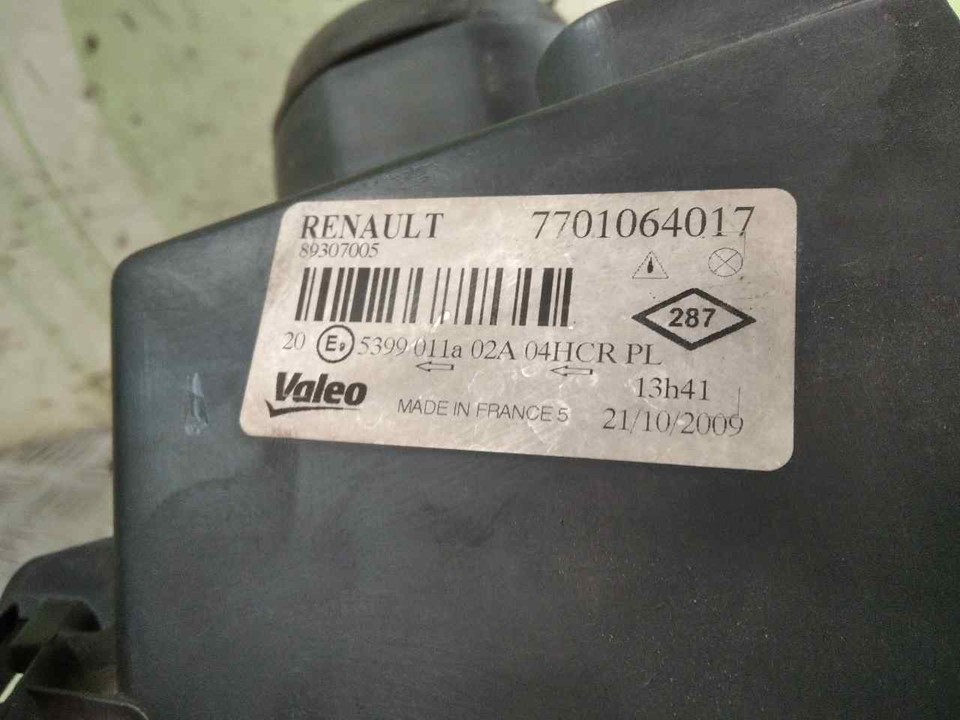 RENAULT 7701064017
89307005
287
20 E9 5399 011a 02A 04HCR PL
13h41
Valeo MADE IN FRANCE 5 21/10/2009